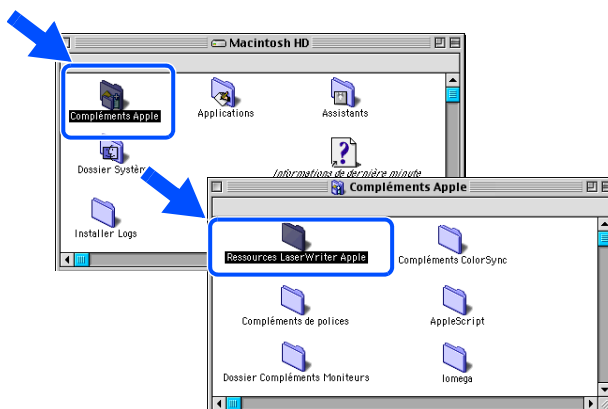 Macintosh HD
Compléments Apple
Applications
Assistants
Dossier Système
Informations de dernière minute
Installer Logs
Compléments Apple
Ressources LaserWriter Apple
Compléments ColorSync
Compléments de polices
AppleScript
Dossier Compléments Moniteurs
Iomega